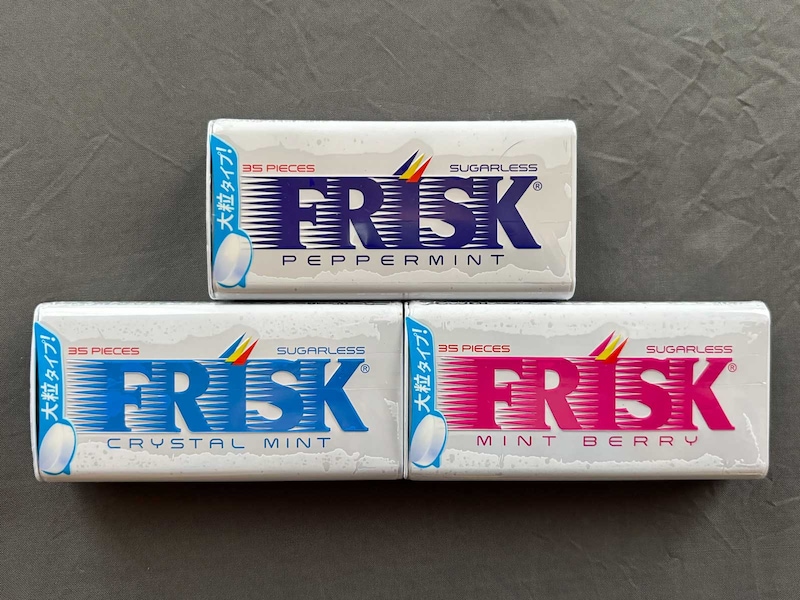 大粒タイプ!
35 PIECES
SUGARLESS
FRISK®
PEPPERMINT
大粒タイプ!
35 PIECES
SUGARLESS
FRISK®
CRYSTAL MINT
大粒タイプ!
35 PIECES
SUGARLESS
FRISK®
MINT BERRY